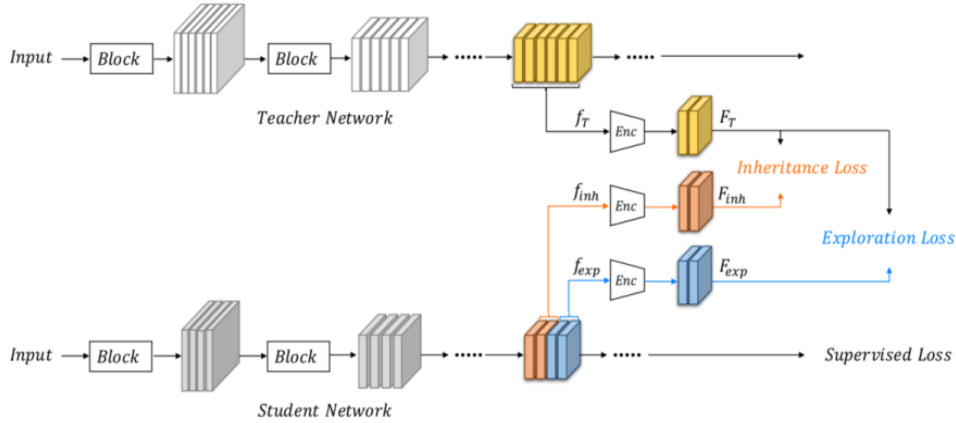 Input
Block
Block
Teacher Network
f_T
Enc
F_T
Inheritance Loss
f_inh
Enc
F_inh
Exploration Loss
f_exp
Enc
F_exp
Input
Block
Block
Supervised Loss
Student Network